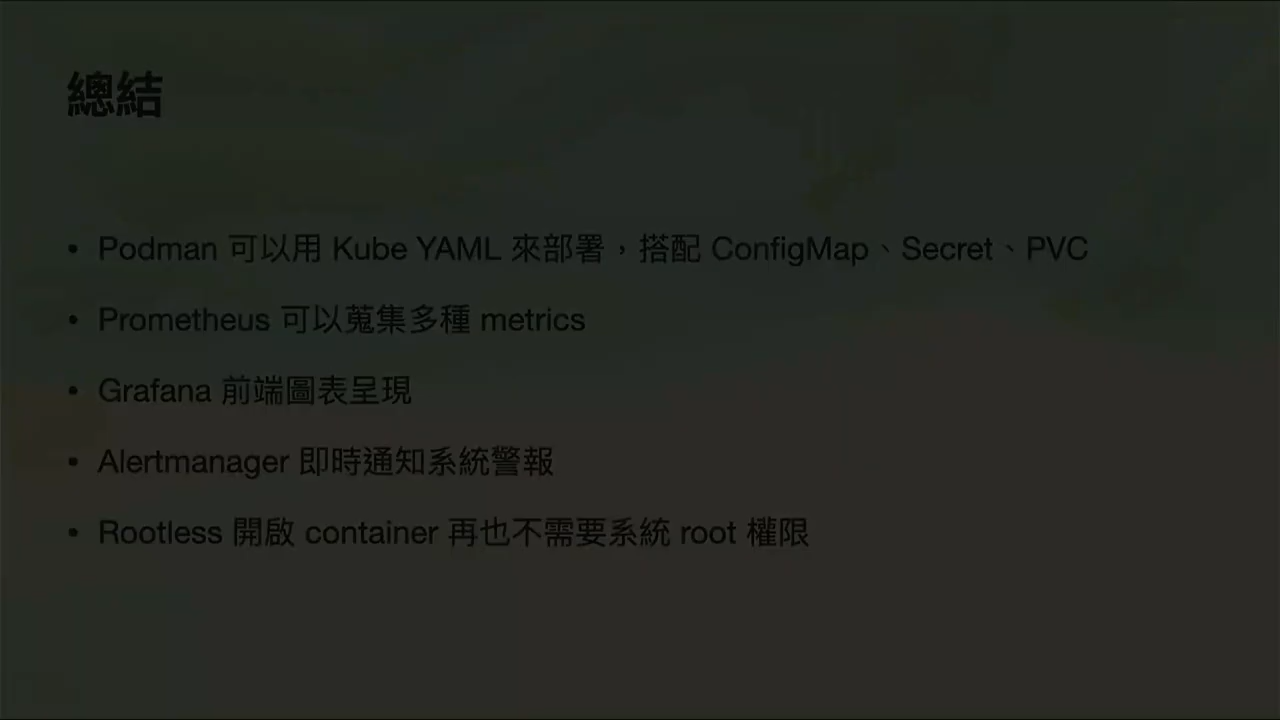 總結
• Podman 可以用 Kube YAML 來部署，搭配 ConfigMap、Secret、PVC
• Prometheus 可以蒐集多種 metrics
• Grafana 前端圖表呈現
• Alertmanager 即時通知系統警報
• Rootless 開啟 container 再也不需要系統 root 權限